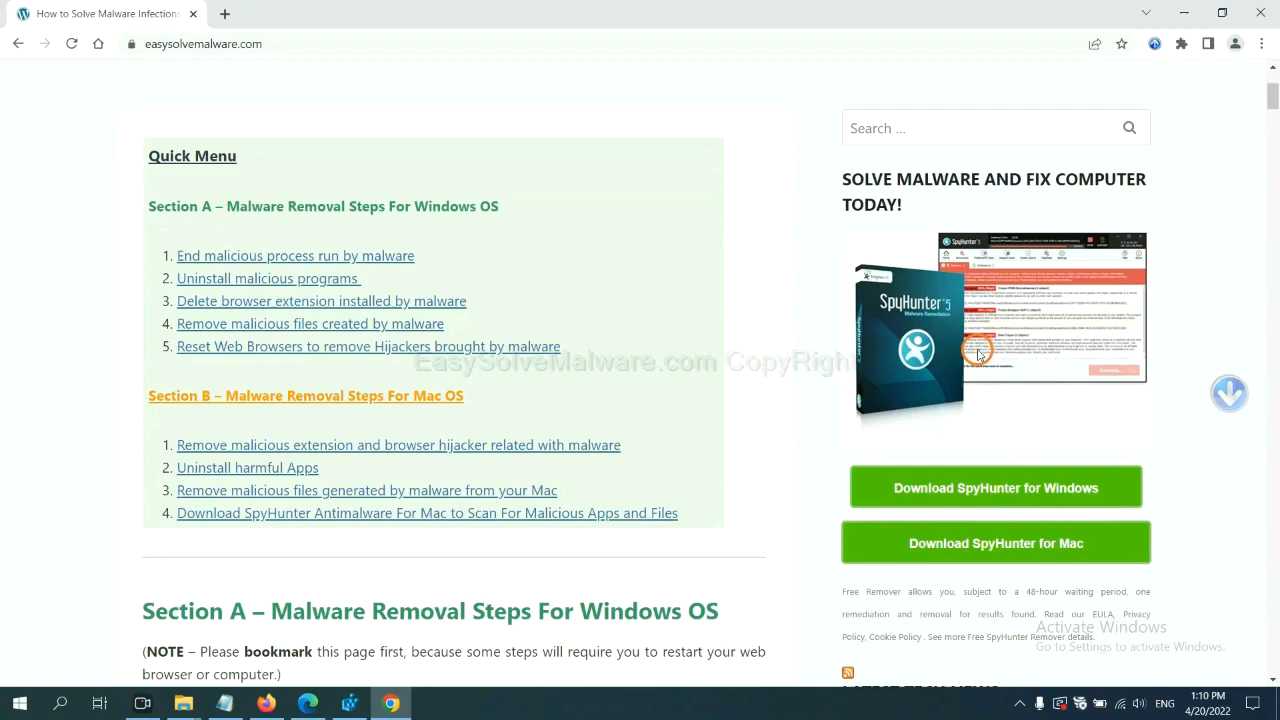 How to Solve Malware Infections
easysolvemalware.com
Search ...
Quick Menu
SOLVE MALWARE AND FIX COMPUTER
TODAY!
Section A – Malware Removal Steps For Windows OS
1. End malicious process run by malware
2. Uninstall malicious programs
3. Delete browser extension installed by malware
4. Remove malicious files created by malware
5. Reset Web Browser to remove Hijackers brought by malware
SpyHunter 5
Malware Remediation
SpyHunter 5
Section B – Malware Removal Steps For Mac OS
1. Remove malicious extension and browser hijacker related with malware
2. Uninstall harmful Apps
3. Remove malicious files generated by malware from your Mac
4. Download SpyHunter Antimalware For Mac to Scan For Malicious Apps and Files
Download SpyHunter for Windows
Download SpyHunter for Mac
Free Remover allows you, subject to a 48-hour waiting period, one
remediation and removal for results found. Read our EULA, Privacy
Policy, Cookie Policy . See more Free SpyHunter Remover details.
Section A – Malware Removal Steps For Windows OS
(NOTE – Please bookmark this page first, because some steps will require you to restart your web
browser or computer.)
Activate Windows
Go to Settings to activate Windows.
LATEST TECH NEWS
ENG
1:10 PM
4/20/2022